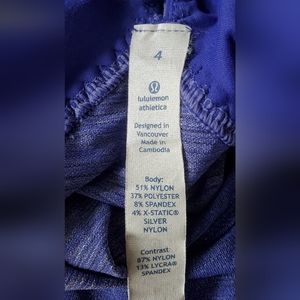 4
lululemon
athletica
Designed in
Vancouver
Made in
Cambodia
Body:
51% NYLON
37% POLYESTER
8% SPANDEX
4% X-STATIC®
SILVER
NYLON
Contrast:
87% NYLON
13% LYCRA®
SPANDEX